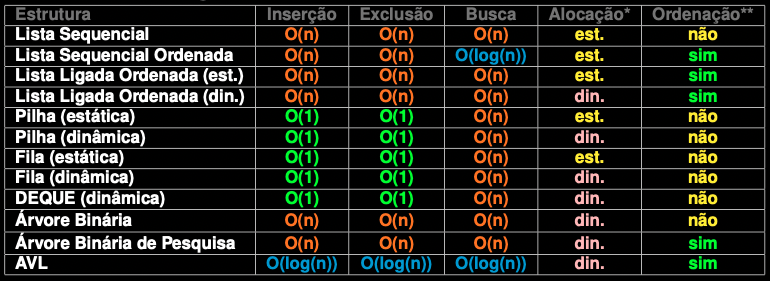 Estrutura Inserção Exclusão Busca Alocação* Ordenação**
Lista Sequencial O(n) O(n) O(n) est. não
Lista Sequencial Ordenada O(n) O(n) O(log(n)) est. sim
Lista Ligada Ordenada (est.) O(n) O(n) O(n) est. sim
Lista Ligada Ordenada (din.) O(n) O(n) O(n) din. sim
Pilha (estática) O(1) O(1) O(n) est. não
Pilha (dinâmica) O(1) O(1) O(n) din. não
Fila (estática) O(1) O(1) O(n) est. não
Fila (dinâmica) O(1) O(1) O(n) din. não
DEQUE (dinâmica) O(1) O(1) O(n) din. não
Árvore Binária O(n) O(n) O(n) din. não
Árvore Binária de Pesquisa O(n) O(n) O(n) din. sim
AVL O(log(n)) O(log(n)) O(log(n)) din. sim